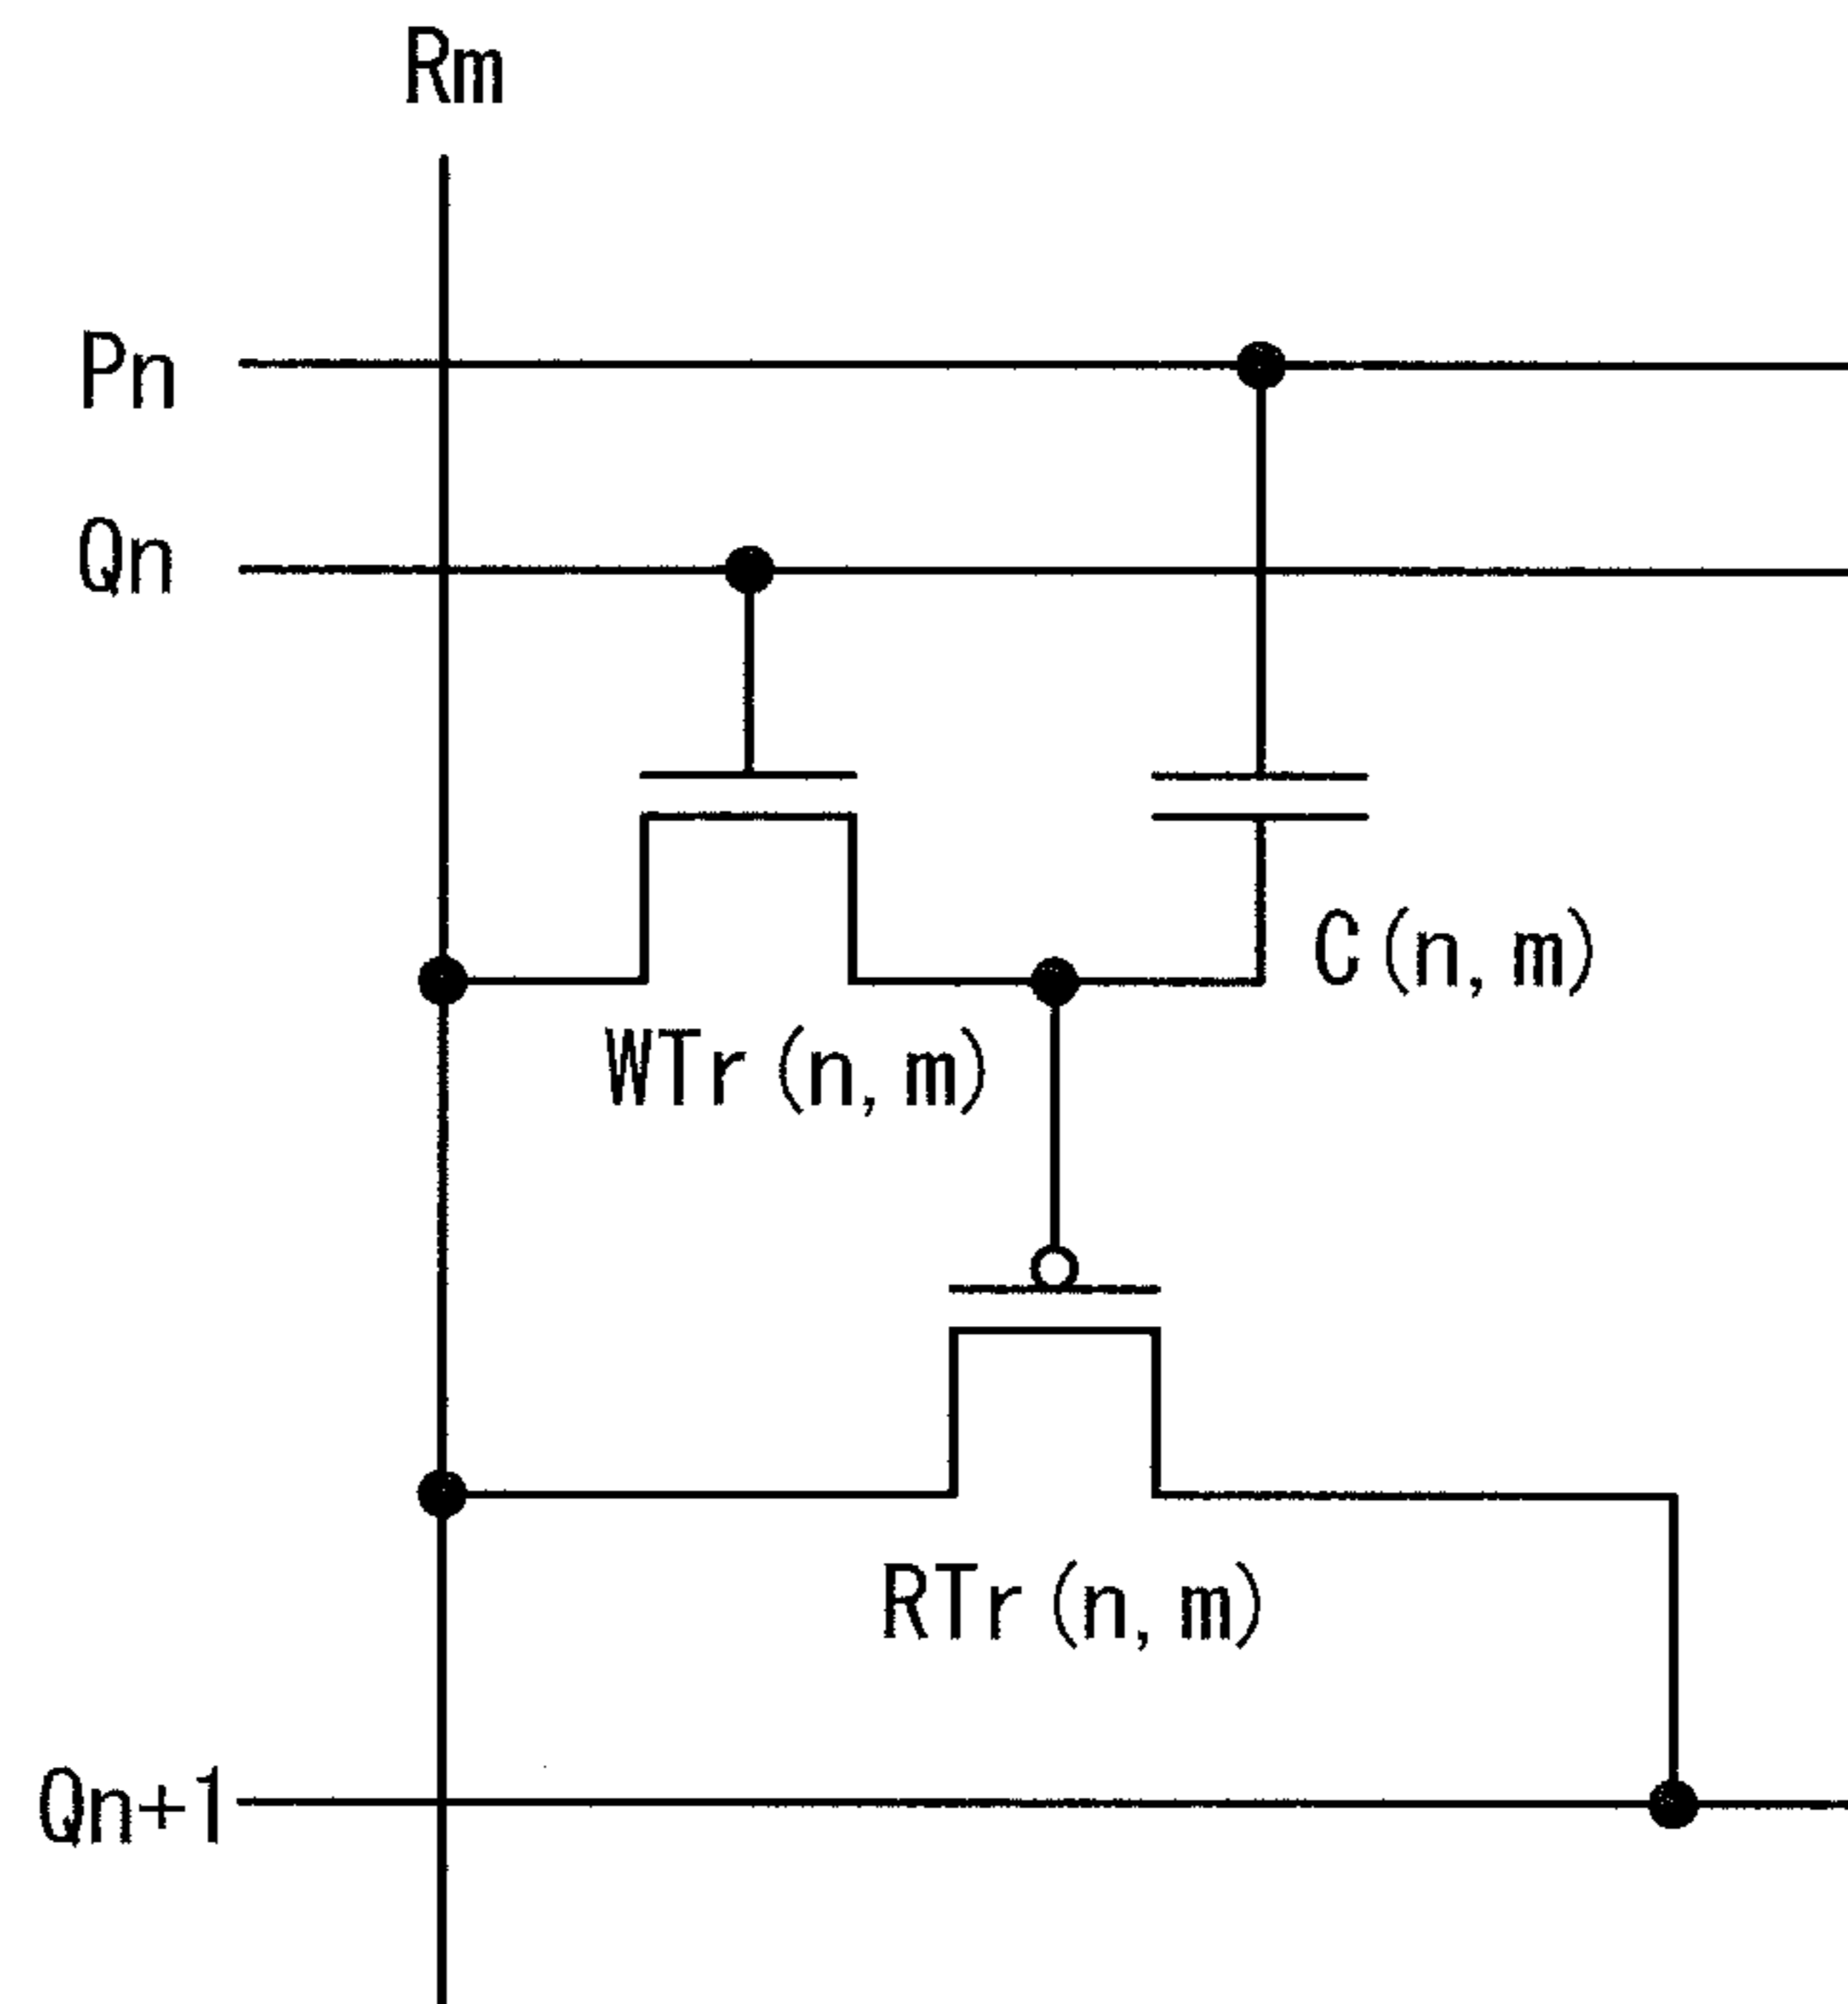 Rm
Pn
Qn
C(n,m)
WTr(n,m)
RTr(n,m)
Qn+1